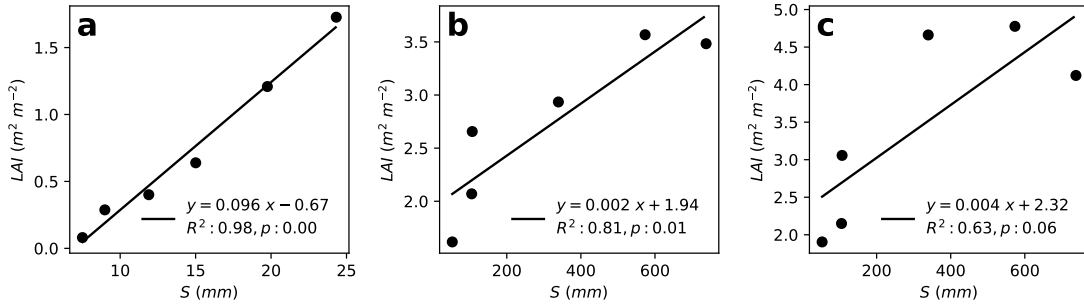 a
LAI (m² m⁻²)
1.5
1.0
0.5
0.0
y = 0.096 x − 0.67
R² : 0.98, p : 0.00
10
15
20
25
S (mm)
b
LAI (m² m⁻²)
3.5
3.0
2.5
2.0
y = 0.002 x + 1.94
R² : 0.81, p : 0.01
200
400
600
S (mm)
c
LAI (m² m⁻²)
5.0
4.5
4.0
3.5
3.0
2.5
2.0
y = 0.004 x + 2.32
R² : 0.63, p : 0.06
200
400
600
S (mm)